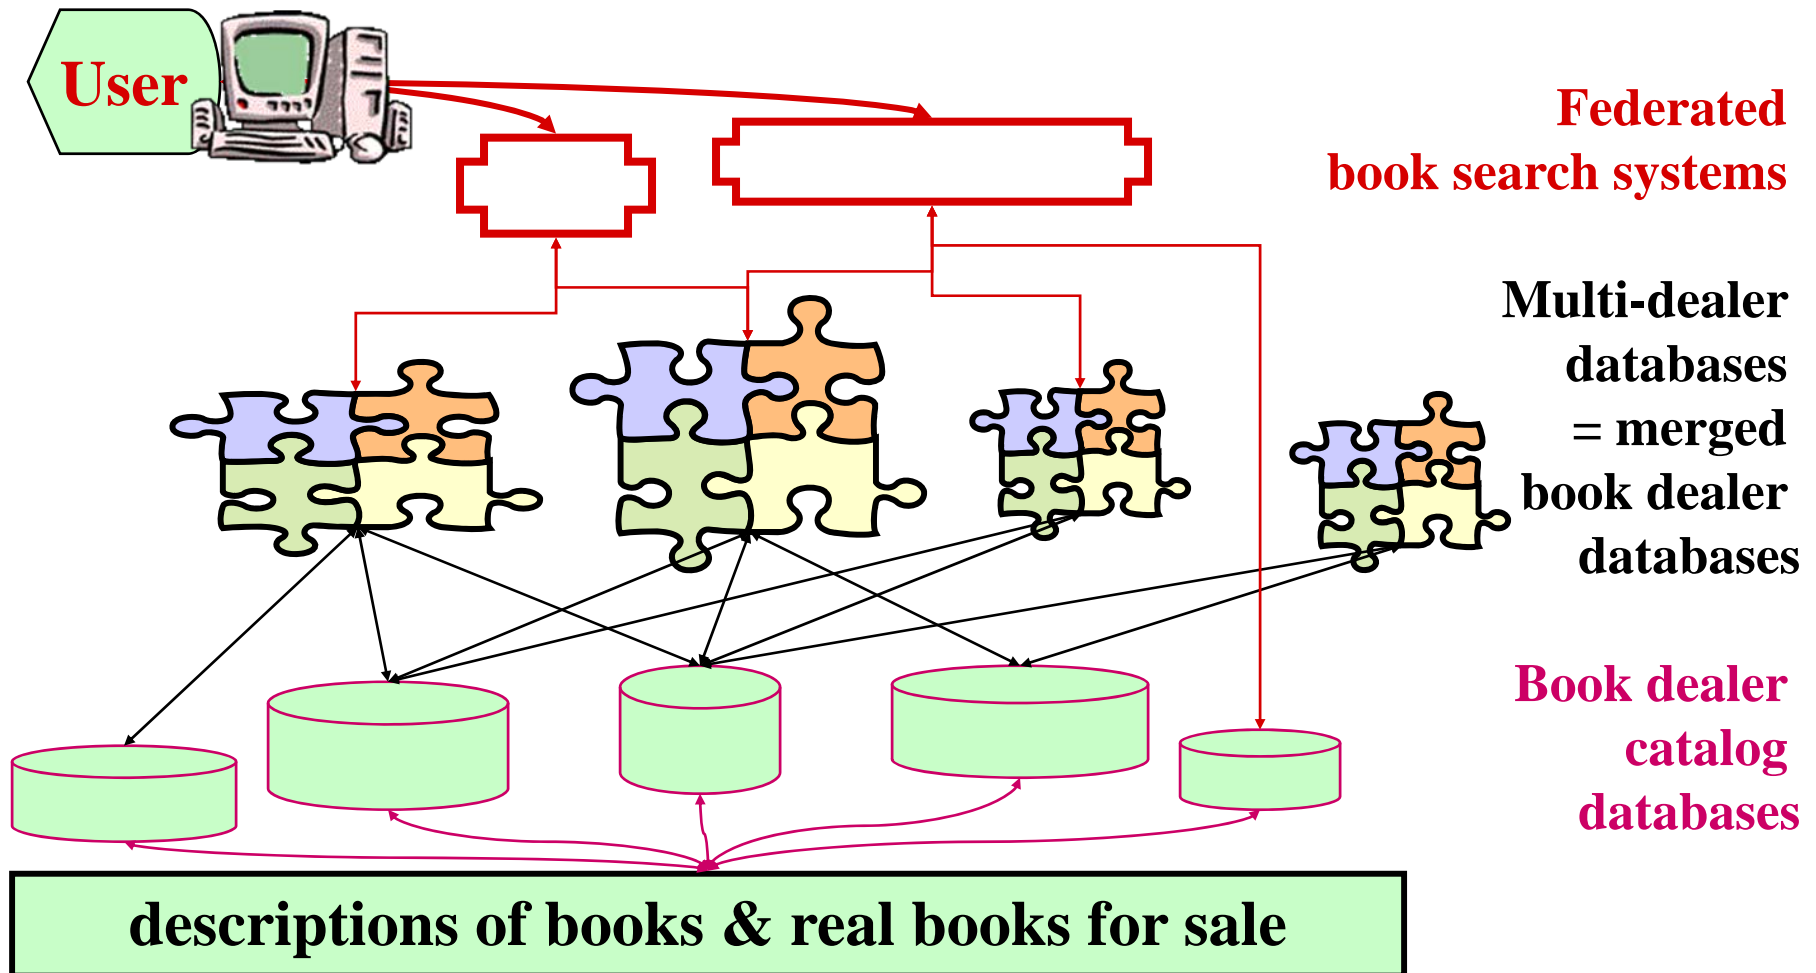 User
Federated
book search systems
Multi-dealer
databases
= merged
book dealer
databases
Book dealer
catalog
databases
descriptions of books & real books for sale